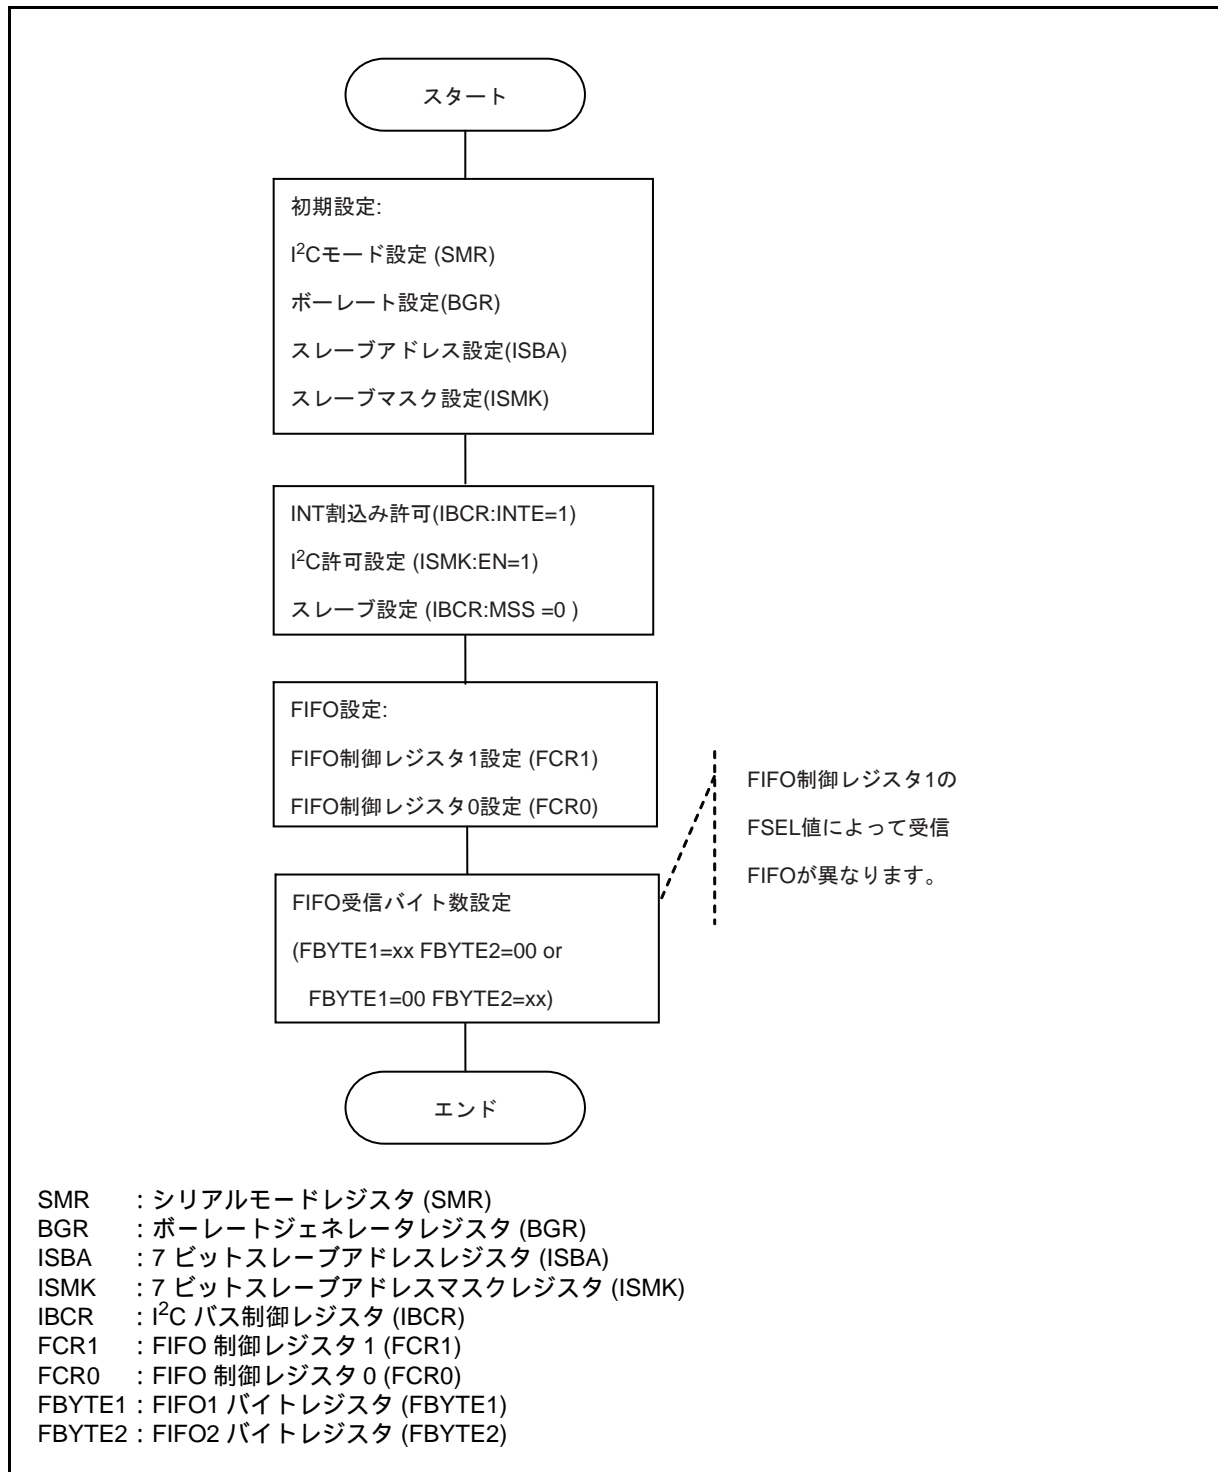 スタート
初期設定:
I²Cモード設定 (SMR)
ボーレート設定(BGR)
スレーブアドレス設定(ISBA)
スレーブマスク設定(ISMK)
INT割込み許可(IBCR:INTE=1)
I²C許可設定 (ISMK:EN=1)
スレーブ設定 (IBCR:MSS =0 )
FIFO設定:
FIFO制御レジスタ1設定 (FCR1)
FIFO制御レジスタ0設定 (FCR0)
FIFO制御レジスタ1の
FSEL値によって受信
FIFOが異なります。
FIFO受信バイト数設定
(FBYTE1=xx FBYTE2=00 or
FBYTE1=00 FBYTE2=xx)
エンド
SMR : シリアルモードレジスタ (SMR)
BGR : ボーレートジェネレータレジスタ (BGR)
ISBA : 7 ビットスレーブアドレスレジスタ (ISBA)
ISMK : 7 ビットスレーブアドレスマスクレジスタ (ISMK)
IBCR : I²C バス制御レジスタ (IBCR)
FCR1 : FIFO 制御レジスタ 1 (FCR1)
FCR0 : FIFO 制御レジスタ 0 (FCR0)
FBYTE1 : FIFO1 バイトレジスタ (FBYTE1)
FBYTE2 : FIFO2 バイトレジスタ (FBYTE2)